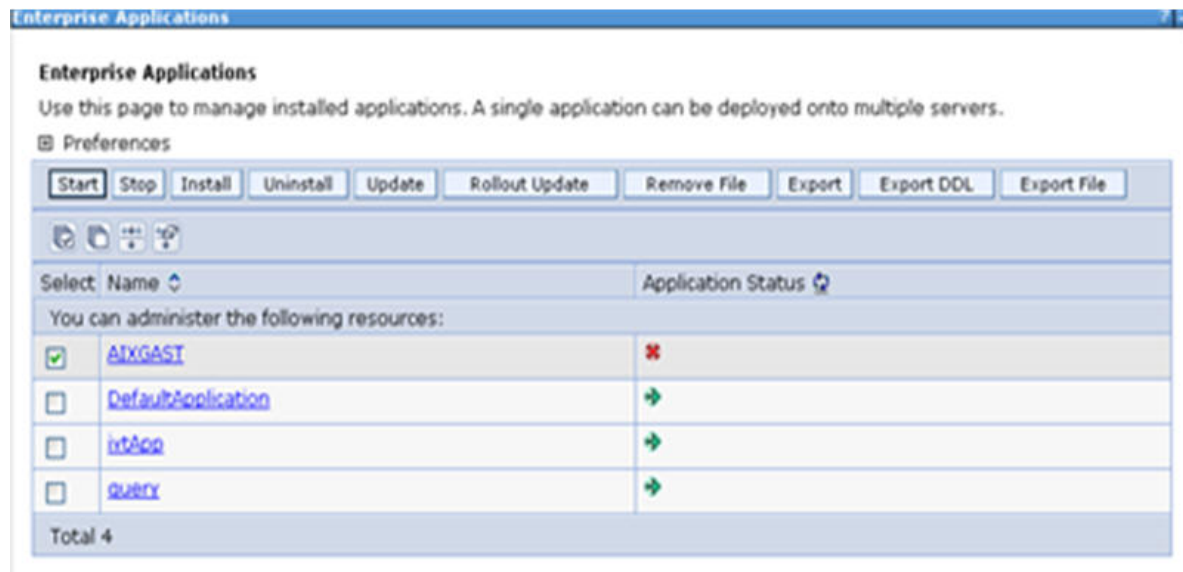 Enterprise Applications
?
Enterprise Applications
Use this page to manage installed applications. A single application can be deployed onto multiple servers.
Preferences
Start Stop Install Uninstall Update Rollout Update Remove File Export Export DDL Export File
Select Name Application Status
You can administer the following resources:
AIXGAST
DefaultApplication
ivtApp
query
Total 4